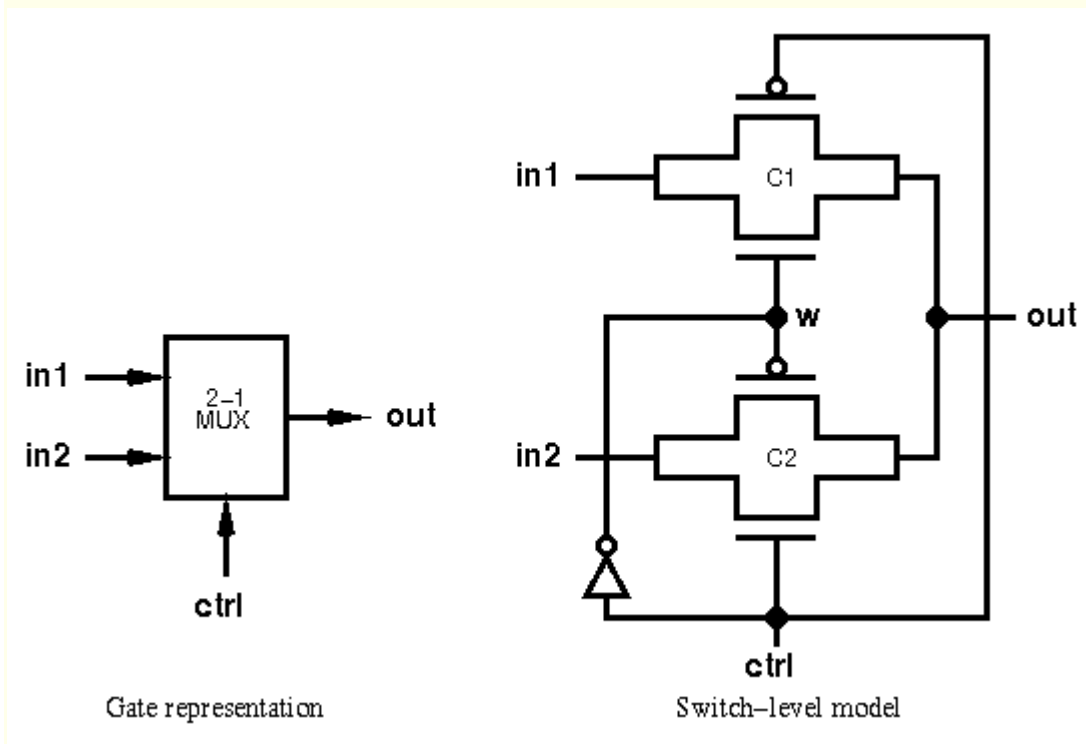 in1
in2
2-1
MUX
out
ctrl
Gate representation
in1
C1
w
out
in2
C2
ctrl
Switch-level model